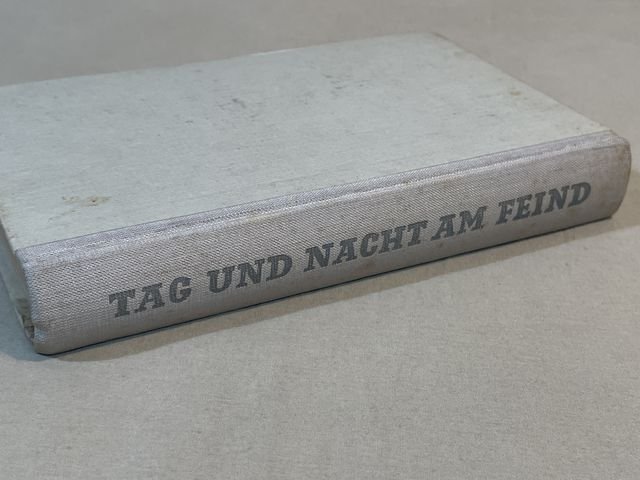 TAG UND NACHT AM FEIND